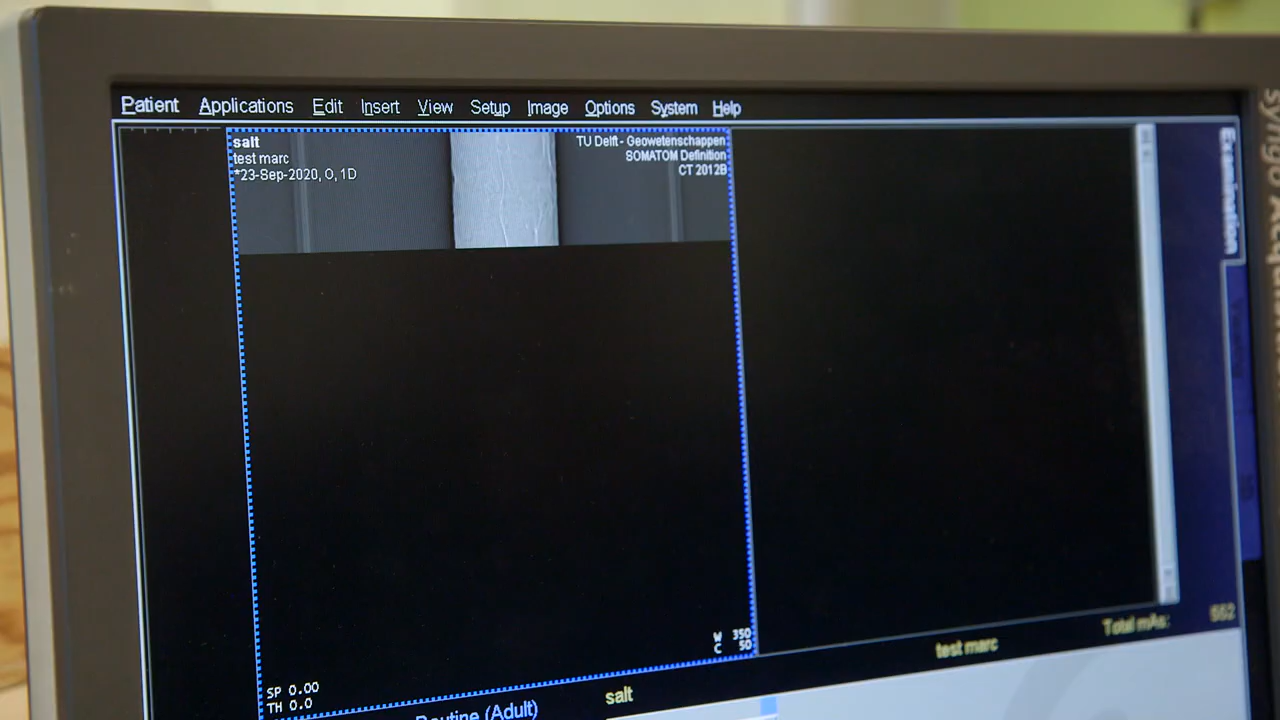 Patient Applications Edit Insert View Setup Image Options System Help
salt
test marc
*23-Sep-2020, O, 1D
TU Delft - Geowetenschappen
SOMATOM Definition
CT 2012B
Examination
W 350
C 50
SP 0.00
TH 0.0
Total mAs: 552
test marc
salt
Routine (Adult)